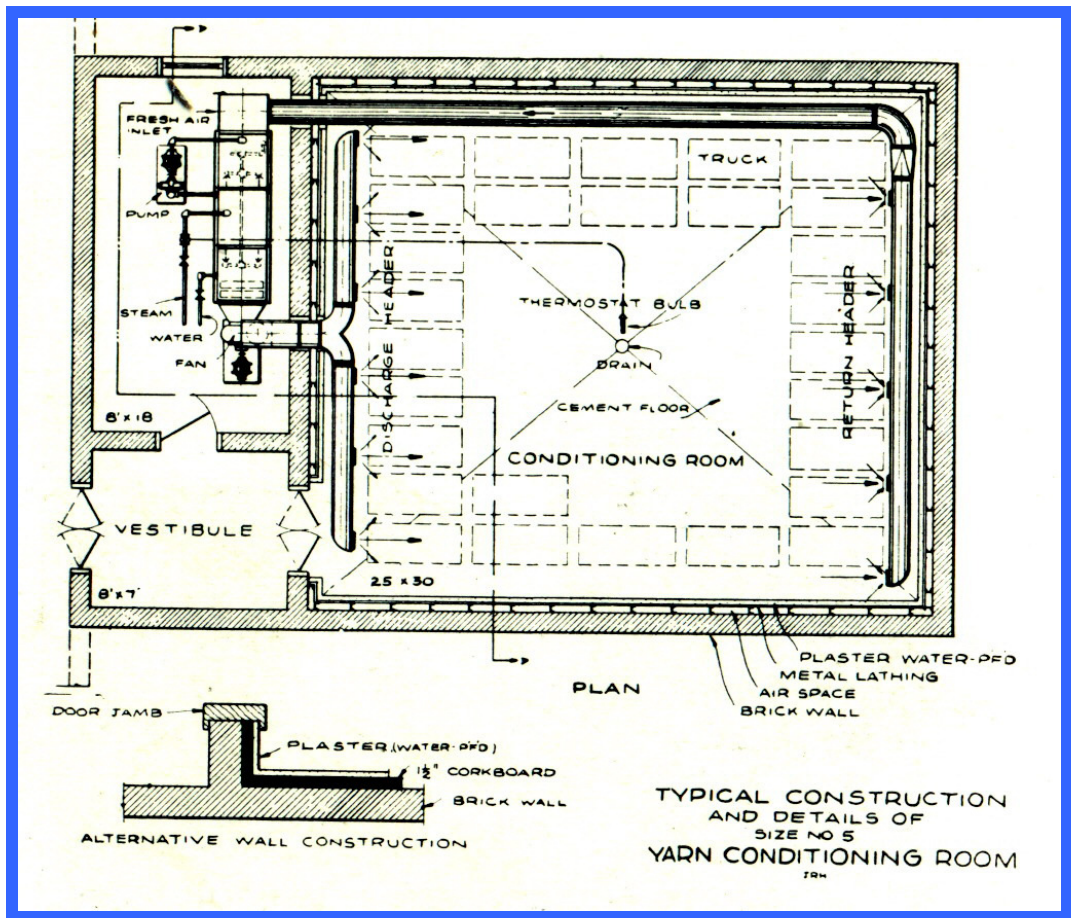 FRESH AIR
INLET
PUMP
STEAM
WATER
FAN
8'x18
VESTIBULE
8'x7'
DISCHARGE HEADER
TRUCK
THERMOSTAT BULB
DRAIN
CEMENT FLOOR
CONDITIONING ROOM
RETURN HEADER
25 x 30
PLASTER WATER-PFD
METAL LATHING
AIR SPACE
BRICK WALL
PLAN
DOOR JAMB
PLASTER (WATER-PFD)
1½" CORKBOARD
BRICK WALL
ALTERNATIVE WALL CONSTRUCTION
TYPICAL CONSTRUCTION
AND DETAILS OF
SIZE NO 5
YARN CONDITIONING ROOM